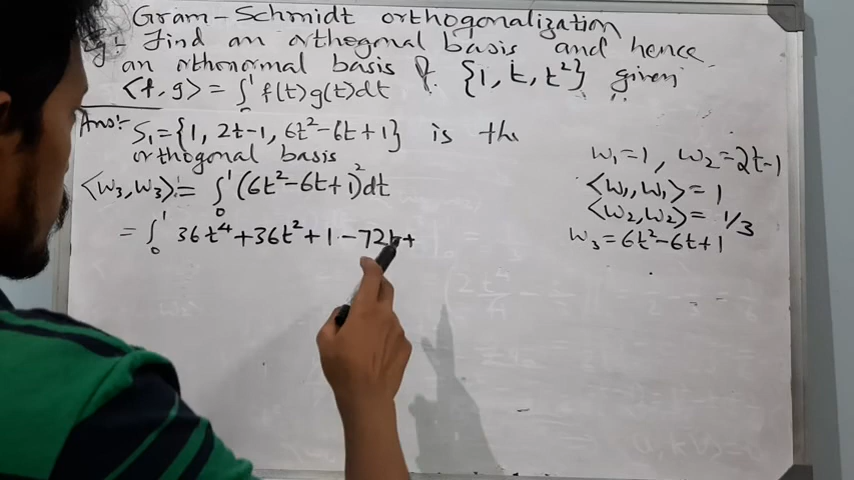 Gram-Schmidt orthogonalization
Eg:- Find an orthogonal basis and hence
an orthonormal basis of {1, t, t²} given
<f, g> = ∫₀¹ f(t)g(t)dt
Ans:- S₁ = {1, 2t-1, 6t²-6t+1} is the
orthogonal basis
<w₃, w₃> = ∫₀¹ (6t²-6t+1)² dt
= ∫₀¹ 36t⁴+36t²+1-72t+
w₁=1, w₂=2t-1
<w₁, w₁> = 1
<w₂, w₂> = 1/3
w₃ = 6t²-6t+1